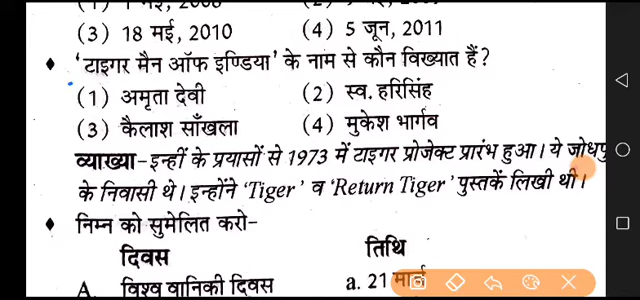 (3) 18 मई, 2010 (4) 5 जून, 2011
♦ 'टाइगर मैन ऑफ इण्डिया' के नाम से कौन विख्यात हैं?
(1) अमृता देवी (2) स्व. हरिसिंह
(3) कैलाश साँखला (4) मुकेश भार्गव
व्याख्या-इन्हीं के प्रयासों से 1973 में टाइगर प्रोजेक्ट प्रारंभ हुआ। ये
के निवासी थे। इन्होंने 'Tiger' व 'Return Tiger' पुस्तकें लिखी थी।
♦ निम्न को सुमेलित करो-
दिवस तिथि
A. विश्व वानिकी दिवस a. 21 मार्च